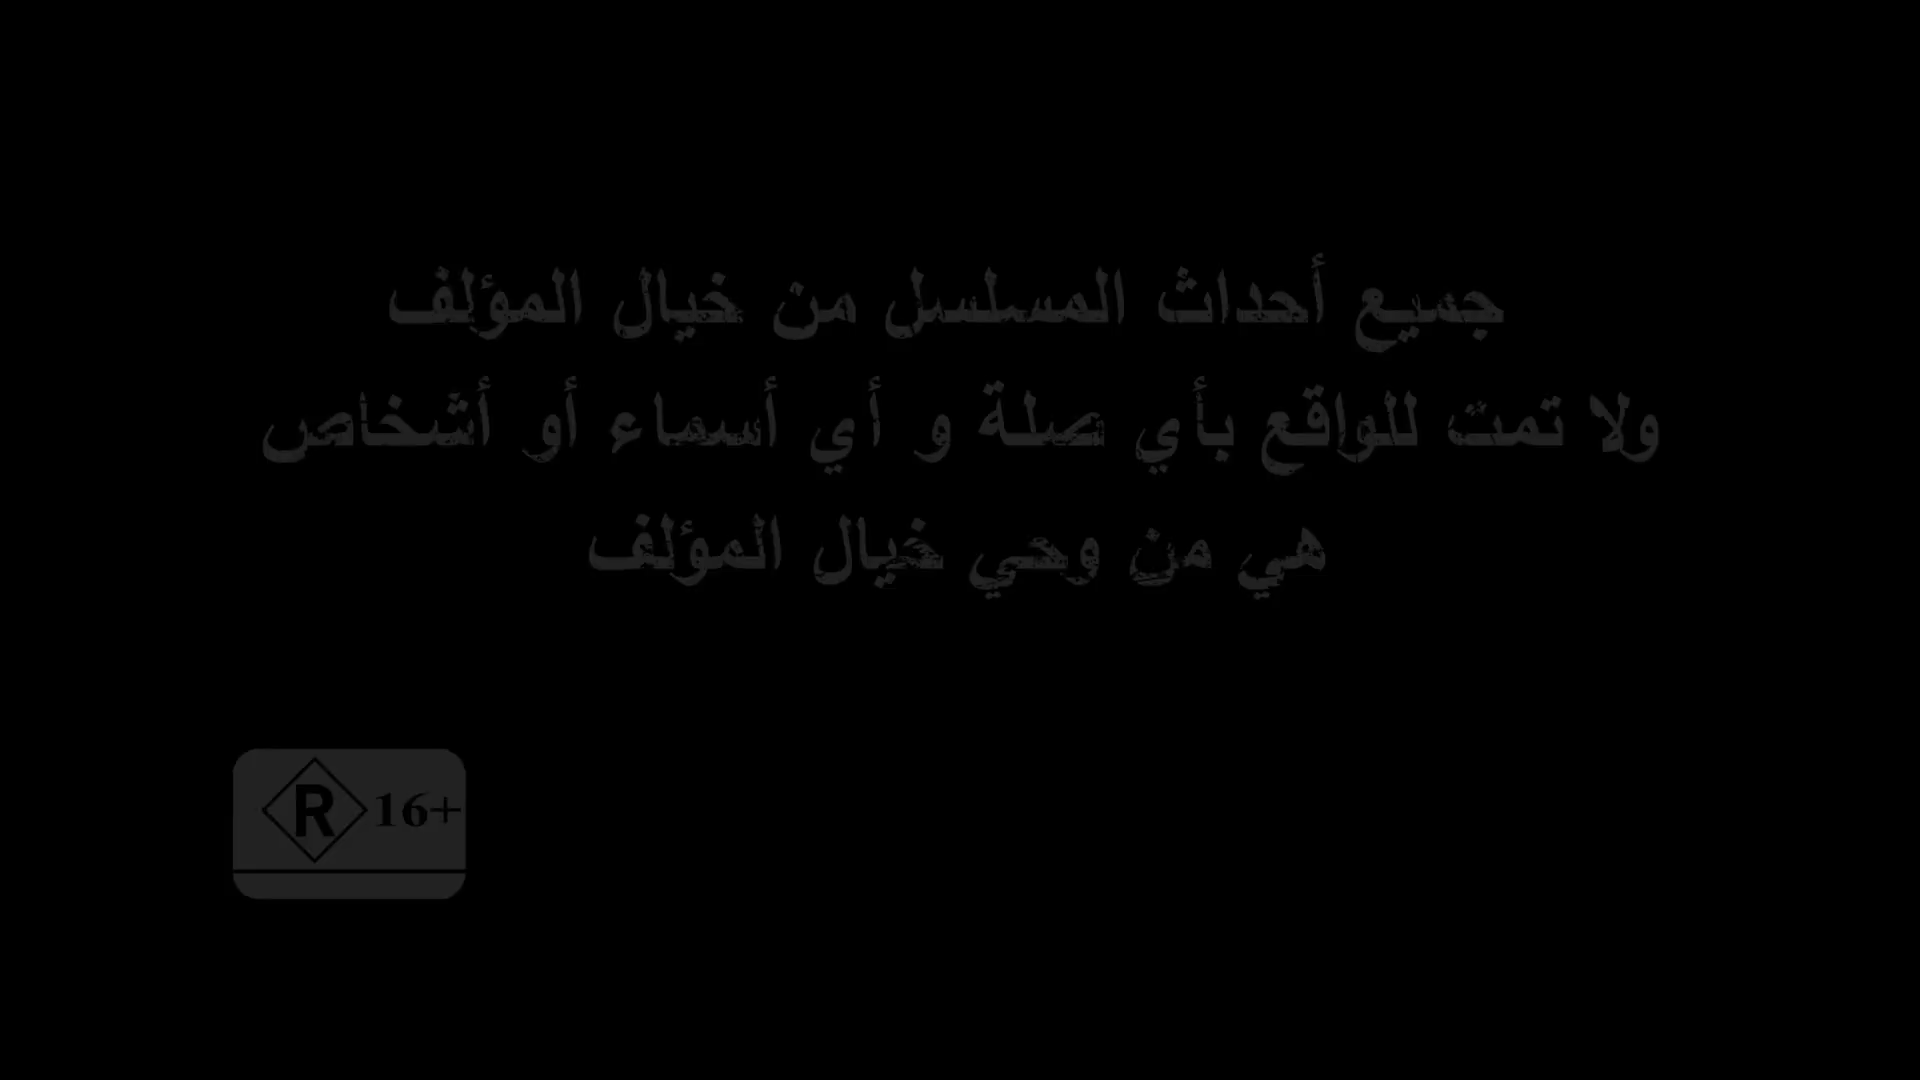 جميع أحداث المسلسل من خيال المؤلف
ولا تمت للواقع بأي صلة و أي أسماء أو أشخاص
هي من وحي خيال المؤلف
R 16+